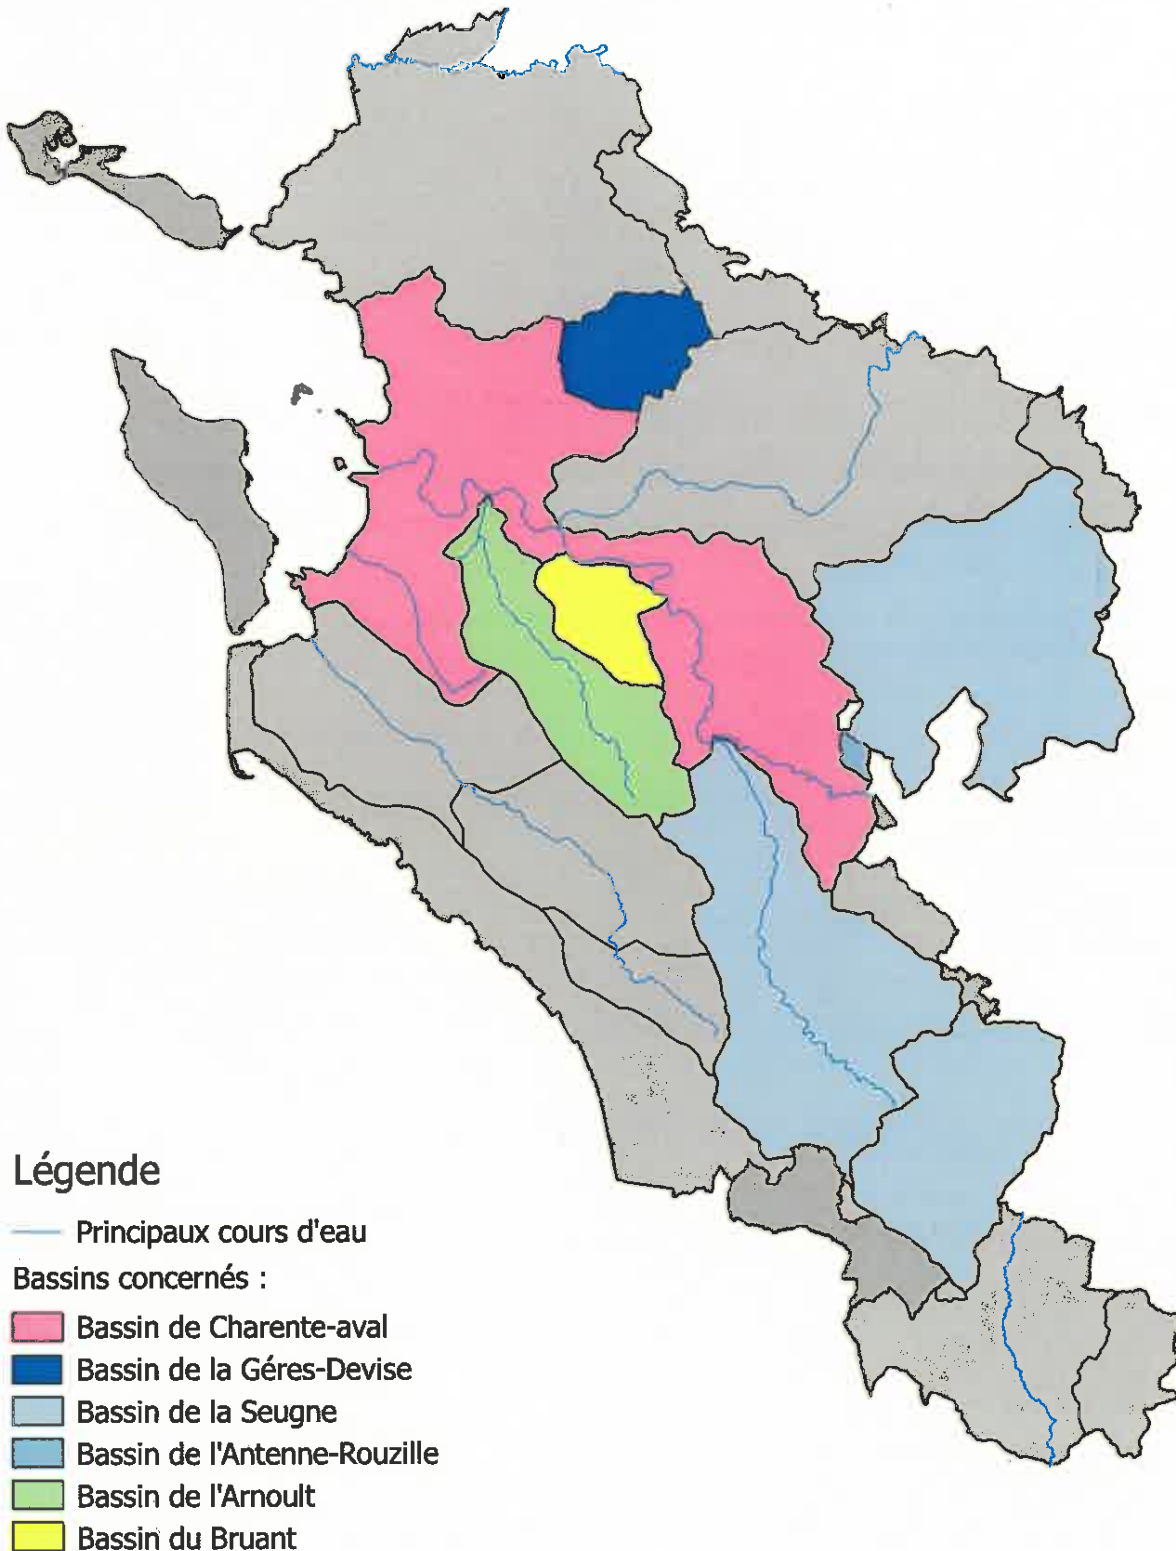 Légende
Principaux cours d'eau
Bassins concernés :
Bassin de Charente-aval
Bassin de la Géres-Devise
Bassin de la Seugne
Bassin de l'Antenne-Rouzille
Bassin de l'Arnoult
Bassin du Bruant